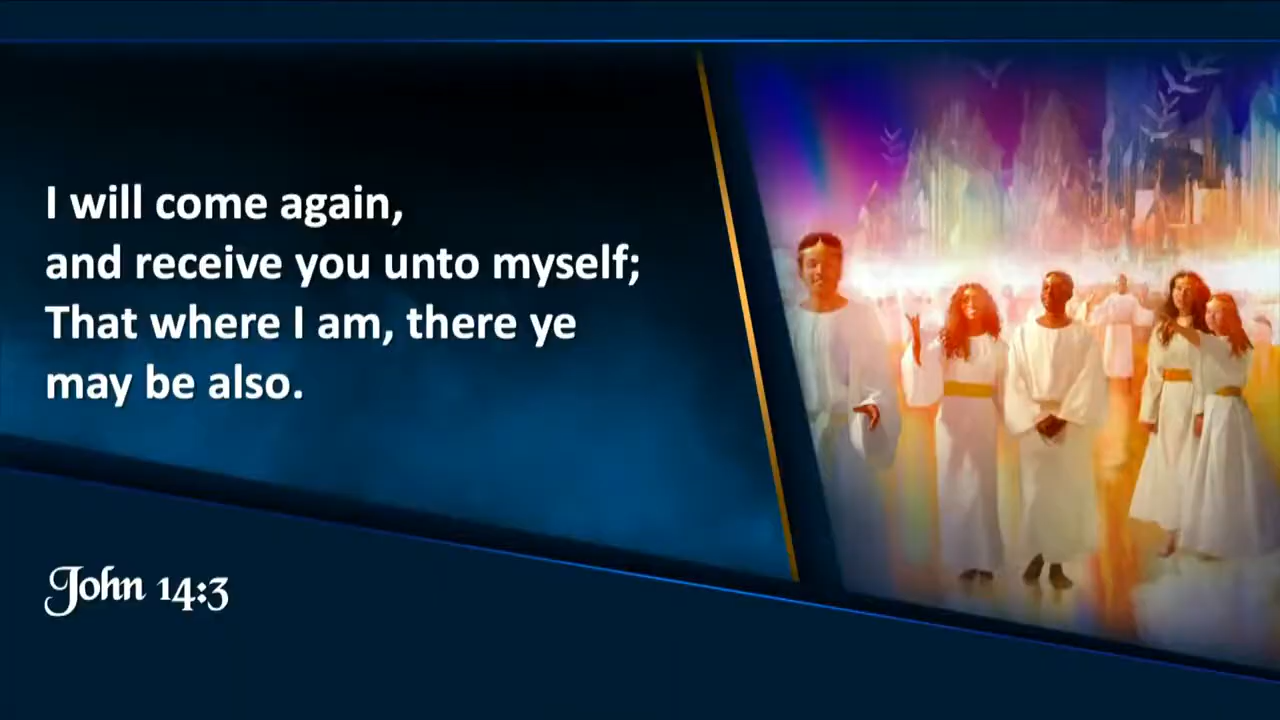 I will come again,
and receive you unto myself;
That where I am, there ye
may be also.
John 14:3